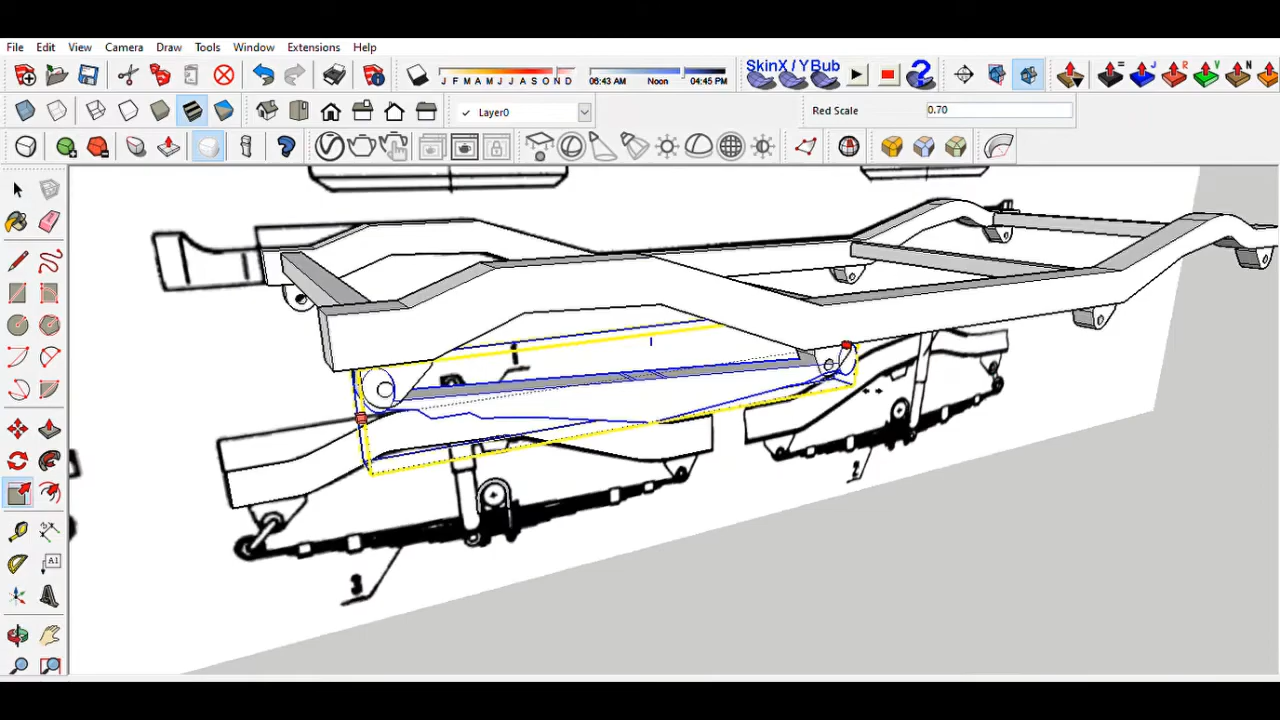 File Edit View Camera Draw Tools Window Extensions Help
J F M A M J J A S O N D
06:43 AM Noon 04:45 PM
SkinX / YBub
= J R V N
Layer0
Red Scale 0.70
A1
1
2
3